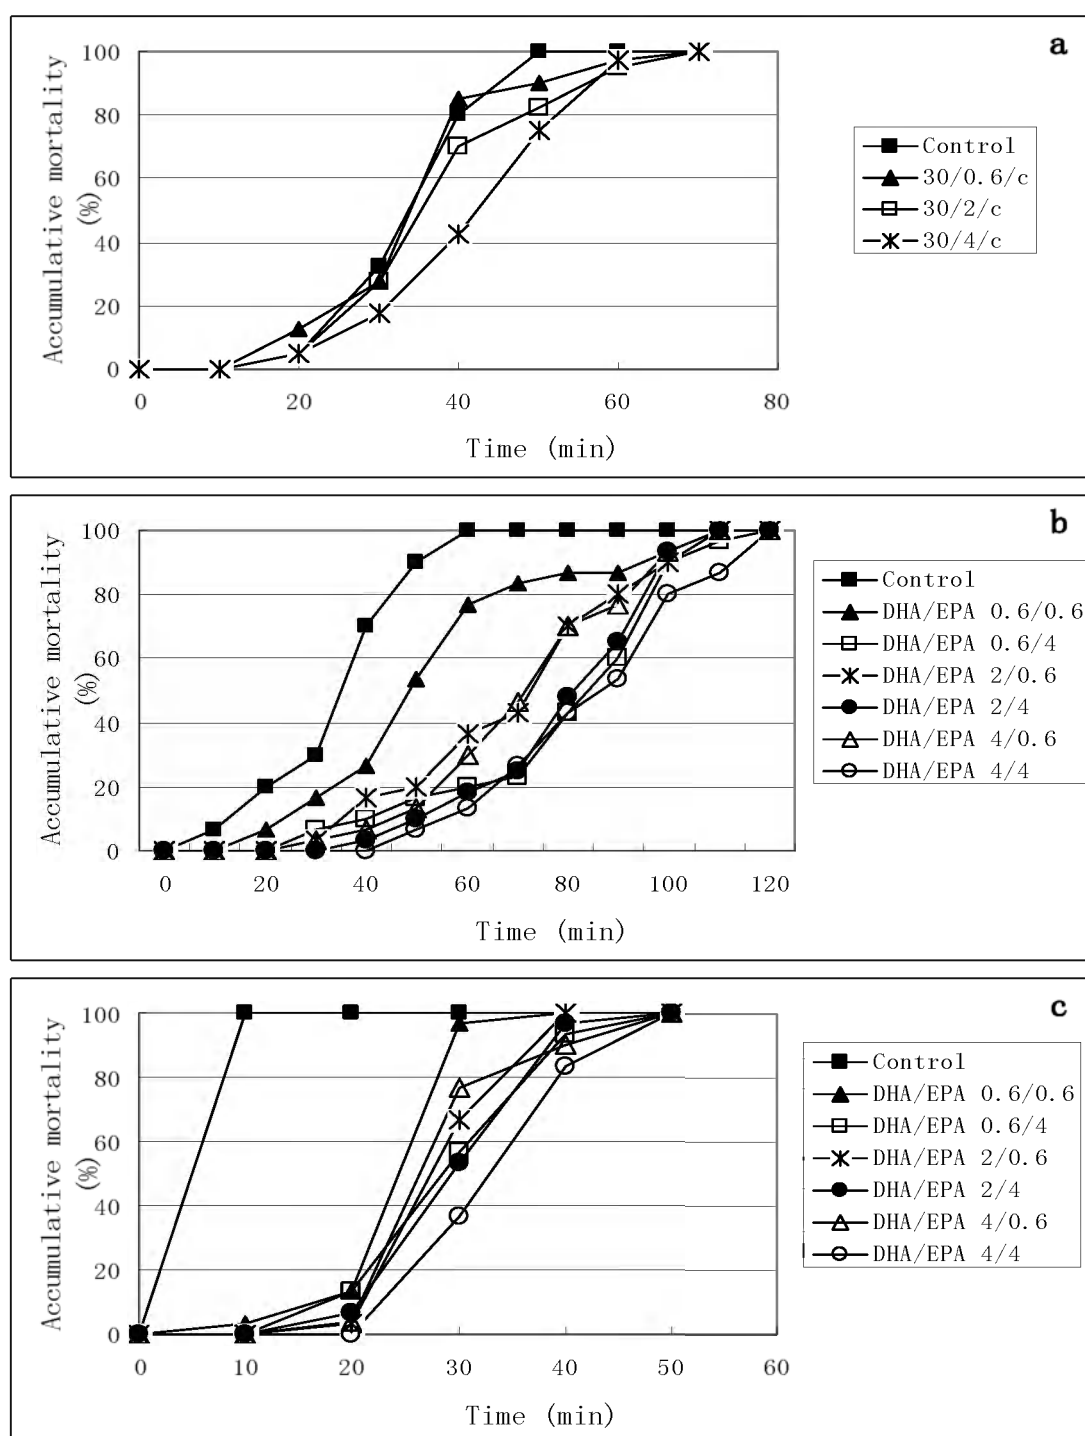 a
100
80
60
40
20
0
Accumulative mortality
(%)
0 20 40 60 80
Time (min)
Control
30/0.6/c
30/2/c
30/4/c
b
100
80
60
40
20
0
Accumulative mortality
(%)
0 20 40 60 80 100 120
Time (min)
Control
DHA/EPA 0.6/0.6
DHA/EPA 0.6/4
DHA/EPA 2/0.6
DHA/EPA 2/4
DHA/EPA 4/0.6
DHA/EPA 4/4
c
100
80
60
40
20
0
Accumulative mortality
(%)
0 10 20 30 40 50 60
Time (min)
Control
DHA/EPA 0.6/0.6
DHA/EPA 0.6/4
DHA/EPA 2/0.6
DHA/EPA 2/4
DHA/EPA 4/0.6
DHA/EPA 4/4